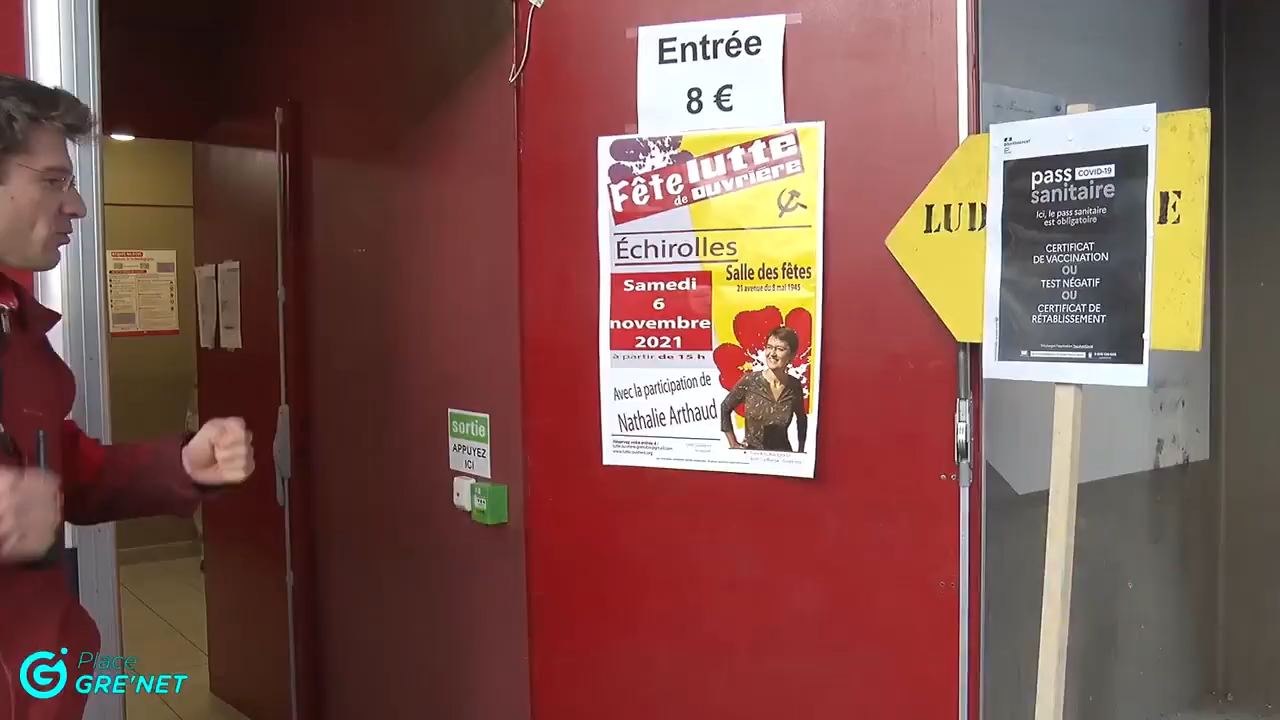 Entrée
8 €
Fête de lutte ouvrière
Échirolles
Salle des fêtes
21 avenue du 8 mai 1945
Samedi
6
novembre
2021
à partir de 15 h
Avec la participation de
Nathalie Arthaud
sortie
APPUYEZ
ICI
LUD
E
pass COVID-19
sanitaire
Ici, le pass sanitaire
est obligatoire
CERTIFICAT
DE VACCINATION
OU
TEST NÉGATIF
OU
CERTIFICAT DE
RÉTABLISSEMENT
Place
GRE'NET